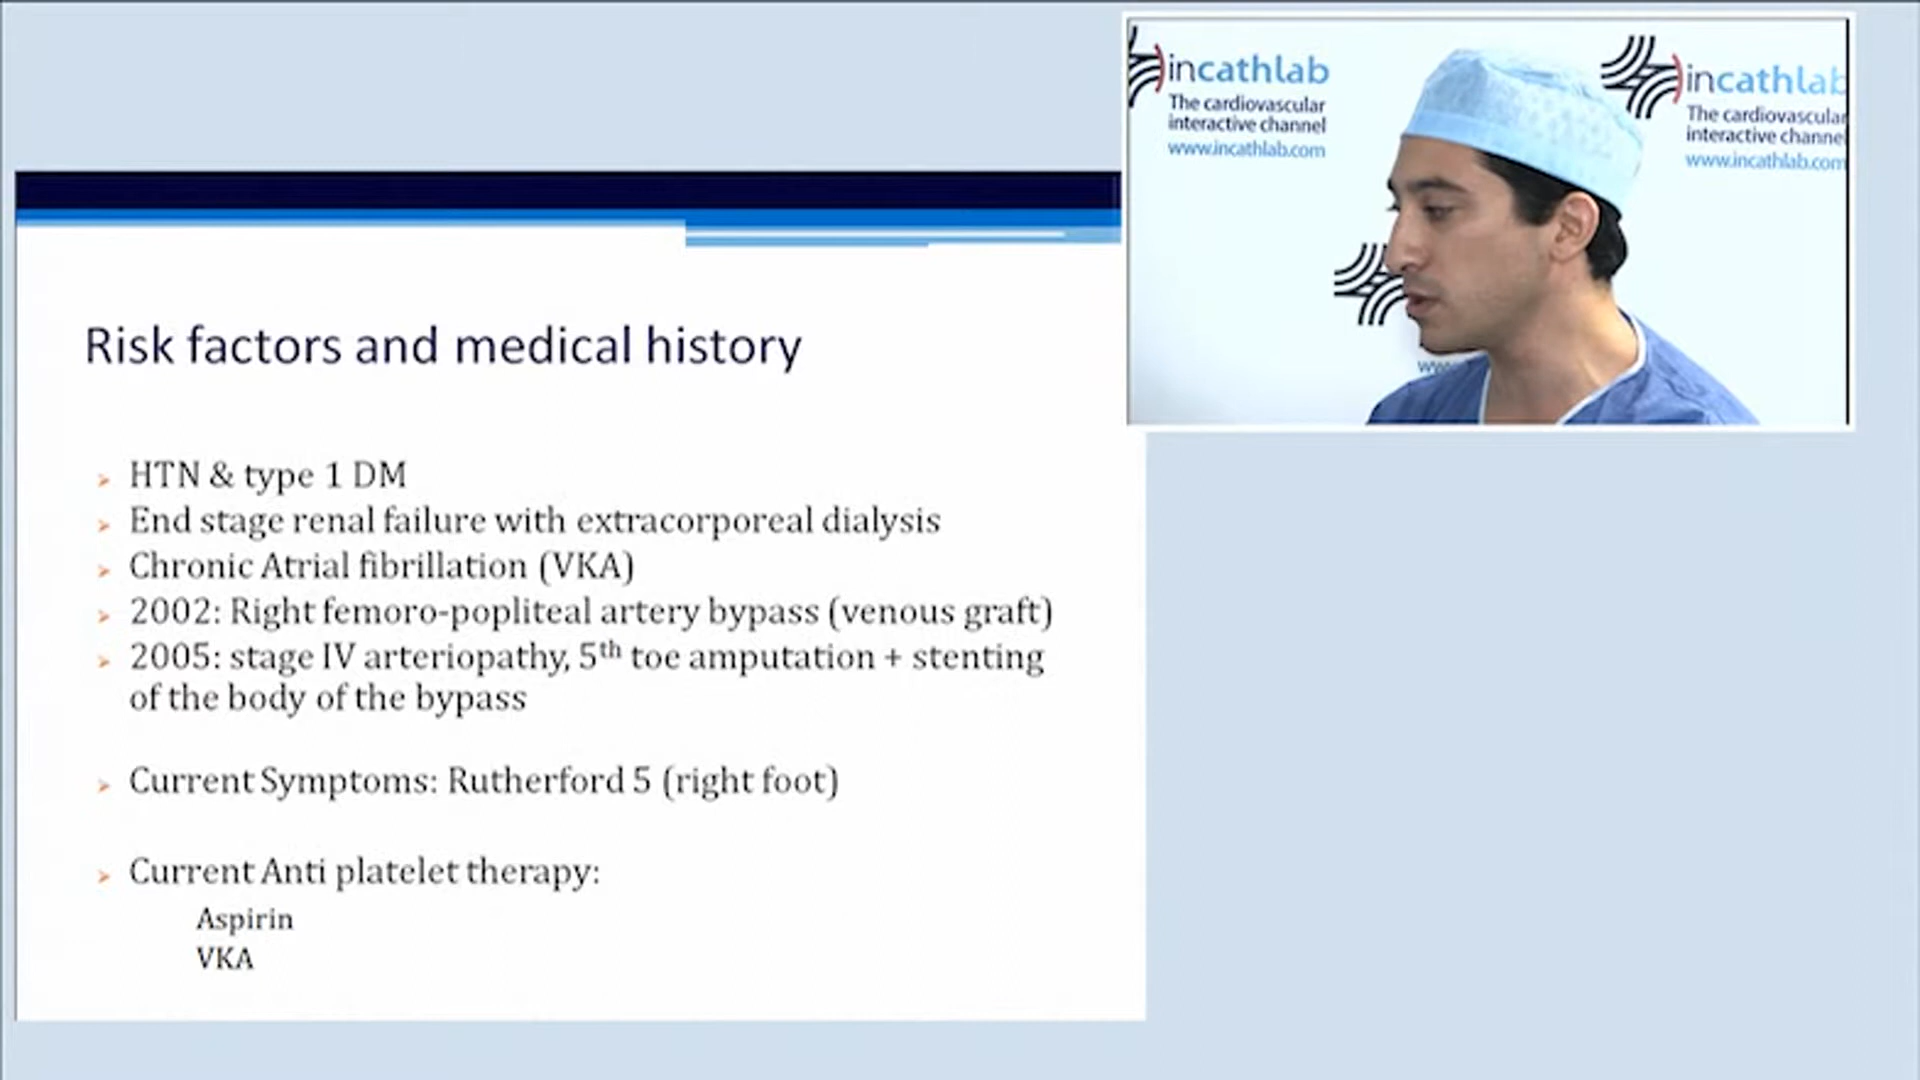 Risk factors and medical history
HTN & type 1 DM
End stage renal failure with extracorporeal dialysis
Chronic Atrial fibrillation (VKA)
2002: Right femoro-popliteal artery bypass (venous graft)
2005: stage IV arteriopathy, 5th toe amputation + stenting
of the body of the bypass
Current Symptoms: Rutherford 5 (right foot)
Current Anti platelet therapy:
Aspirin
VKA
incathlab
The cardiovascular
interactive channel
www.incathlab.com
incathlab
The cardiovascular
interactive channel
www.incathlab.com